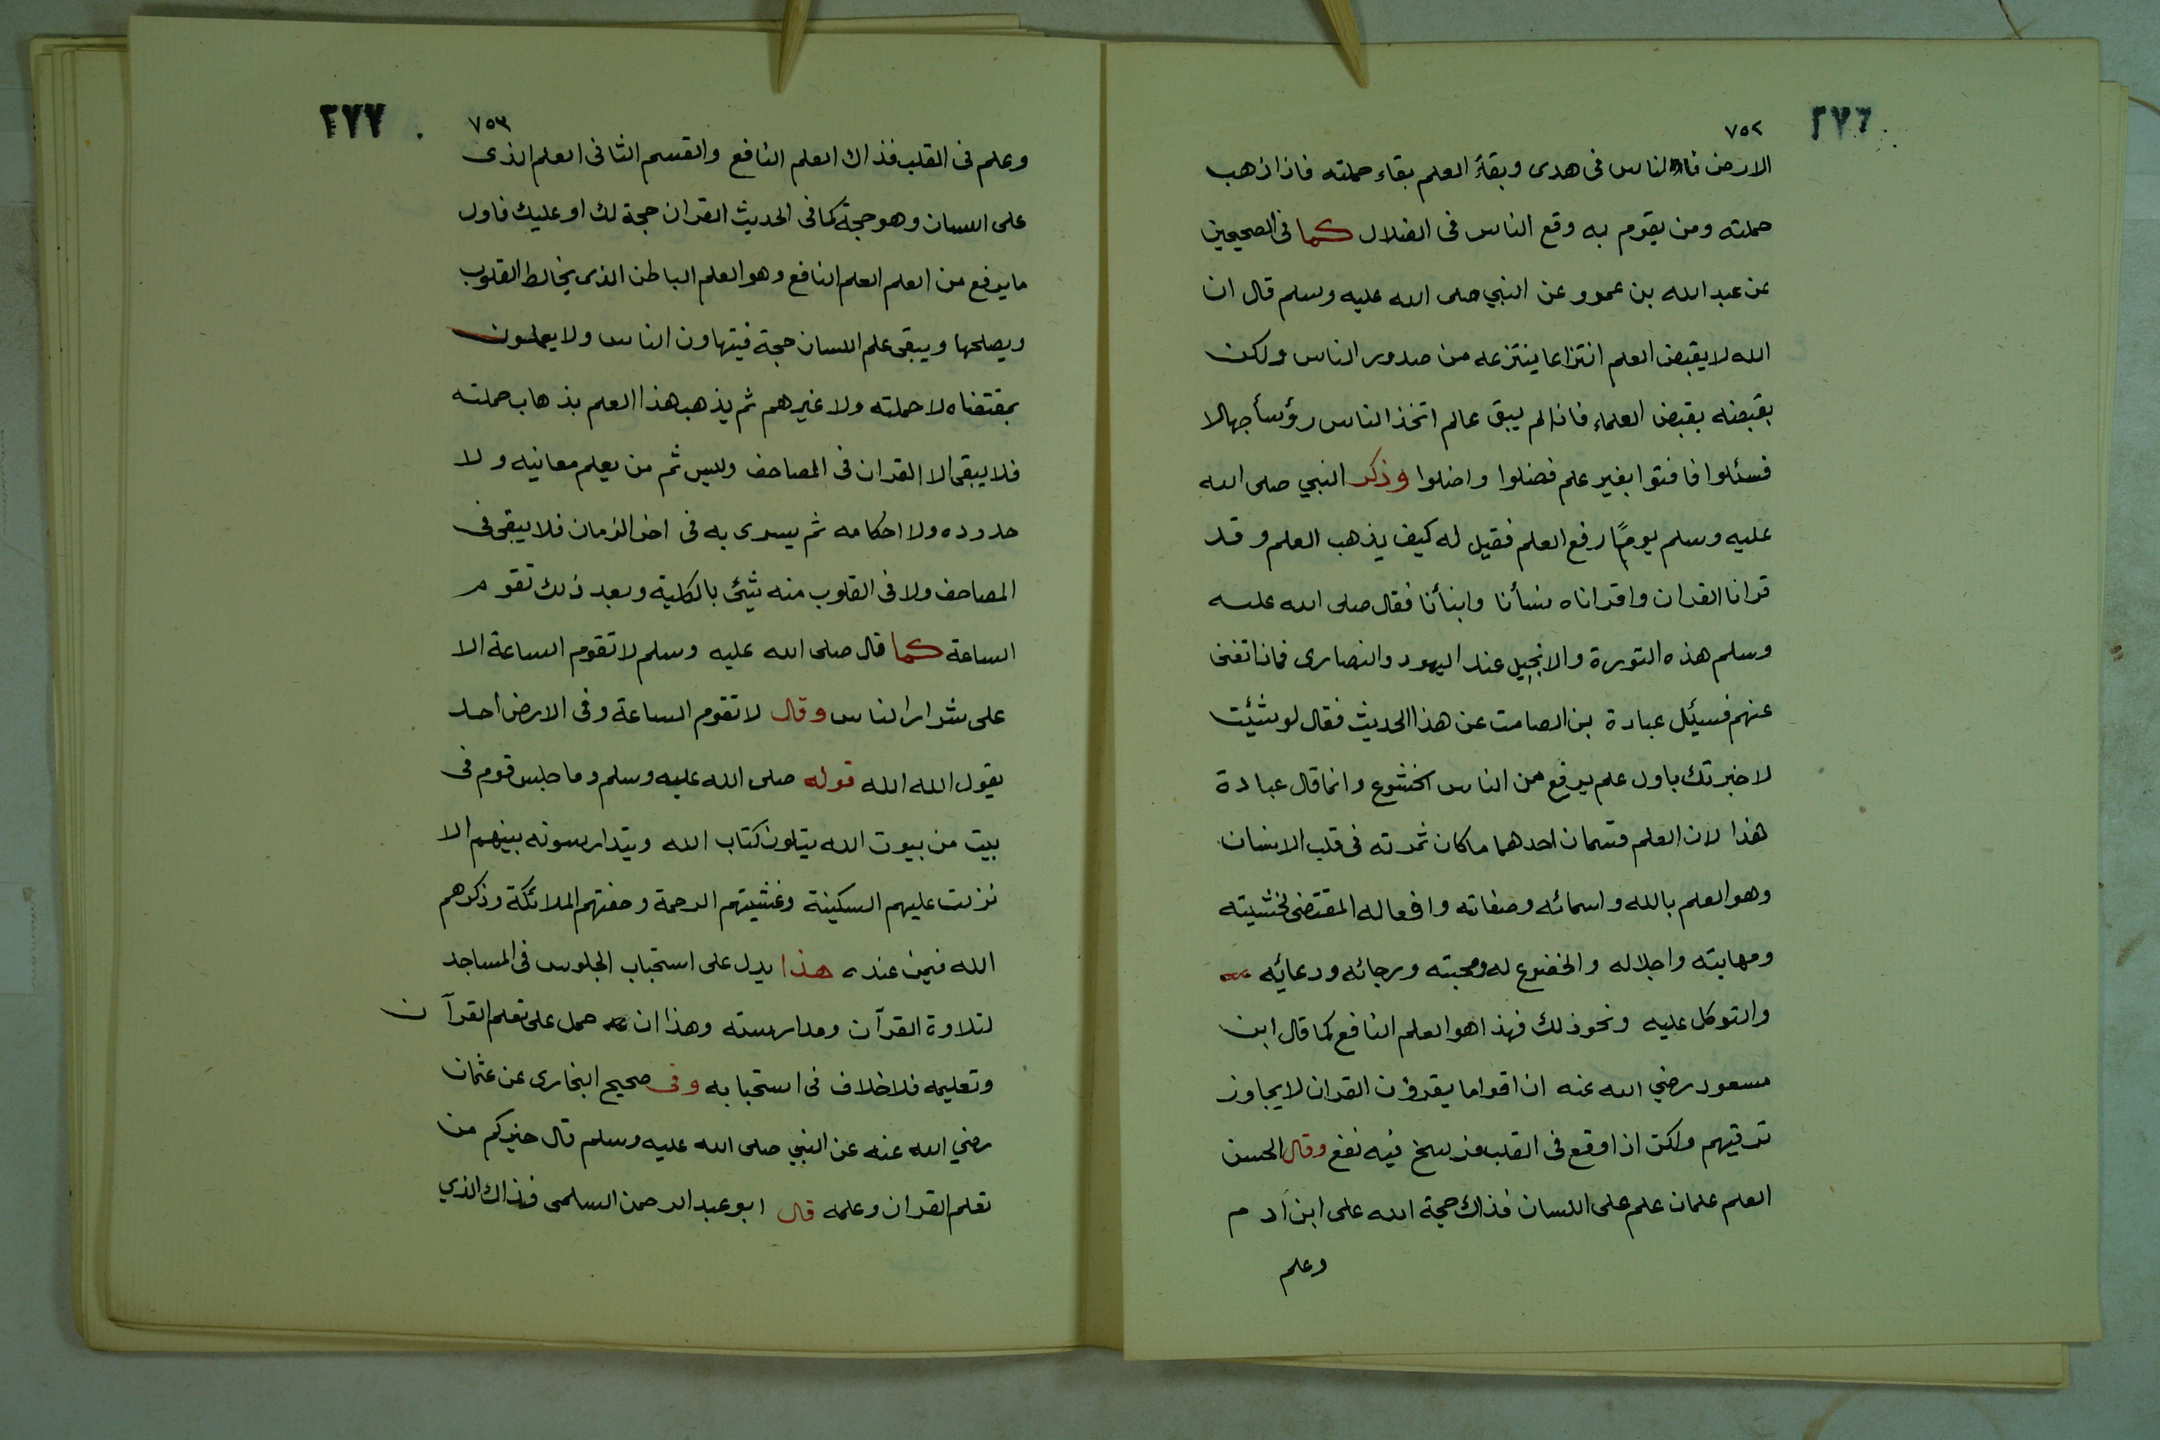 ٢٧٦
٧٥٢
الارض فان الناس فى هدى وبقاء العلم بقاء حملته فاذا ذهب
حملته ومن يقوم به وقع الناس فى الضلال كما فى الصحيحين
عن عبد الله بن عمرو عن النبي صلى الله عليه وسلم قال ان
الله لا يقبض العلم انتزاعا ينتزعه من صدور الناس ولكن
يقبضه بقبض العلماء فاذا لم يبق عالم اتخذ الناس رؤسأ جهالا
فسئلوا فافتوا بغير علم فضلوا واضلوا وذكر النبي صلى الله
عليه وسلم يومًا رفع العلم فقيل له كيف يذهب العلم وقد
قرانا القران واقراناه نسأنا وابنأنا فقال صلى الله عليه
وسلم هذه التورة والانجيل عند اليهود والنصارى فماذا تغنى
عنهم فسئيل عبادة بن الصامت عن هذا الحديث فقال لو شئيت
لاخبرتك باول علم يرفع من الناس الخشوع وانما قال عبادة
هذا لان العلم قسمان احدهما ما كان ثمرته فى قلب الانسان
وهو العلم بالله واسمائه وصفاته وافعاله المقتضى لخشيته
ومهابته واجلاله والخضوع له ومحبته ورجائه ودعائيه
والتوكل عليه ونحو ذلك فهذا هو العلم النافع كما قال ابن
مسعود رضي الله عنه ان اقواما يقرؤن القران لا يجاوز
ترقيهم ولكن اذا وقع فى القلب فرسخ فيه نفع وقال الحسن
العلم علمان علم على اللسان فذاك حجة الله على ابن آدم
وعلم
٢٧٧
٧٥٣
وعلم فى القلب فذاك العلم النافع والقسم الثانى العلم الذى
على اللسان وهو حجة كما فى الحديث القران حجة لك او عليك فاول
ما يرفع من العلم العلم النافع وهو العلم الباطن الذى يخالط القلوب
ويصلحها ويبقى علم اللسان حجة فيتهاون الناس ولا يعملون
بمقتضاه لا حملته ولا غيرهم ثم يذهب هذا العلم بذهاب حملته
فلا يبقى الا القران فى المصاحف وليس ثم من يعلم معانيه ولا
حدوده ولا احكامه ثم يسرى به فى اخر الزمان فلا يبقى فى
المصاحف ولا فى القلوب منه شيئ بالكلية وبعد ذلك تقوم
الساعة كما قال صلى الله عليه وسلم لا تقوم الساعة الا
على شرار الناس وقال لا تقوم الساعة وفى الارض احد
يقول الله الله قوله صلى الله عليه وسلم وما جلس قوم فى
بيت من بيوت الله يتلون كتاب الله ويتدارسونه بينهم الا
نزلت عليهم السكينة وغشيتهم الرحمة وحفتهم الملائكة وذكرهم
الله فيمن عنده هذا يدل على استحباب الجلوس فى المساجد
لتلاوة القرآن ومدارسته وهذا ان حمل على تعلم القرآن
وتعليمه فلا خلاف فى استحبابه وفى صحيح البخارى عن عثمان
رضي الله عنه عن النبي صلى الله عليه وسلم قال خيركم من
تعلم القران وعلمه قال ابو عبد الرحمن السلمى فذاك الذي